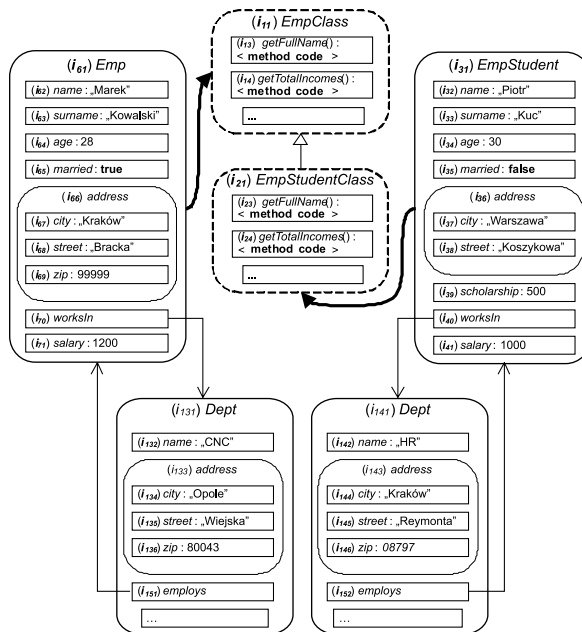 (i11) EmpClass
(i13) getFullName() :
< method code >
(i14) getTotalIncomes() :
< method code >
...
(i61) Emp
(i62) name : „Marek”
(i63) surname : „Kowalski”
(i64) age : 28
(i65) married : true
(i66) address
(i67) city : „Kraków”
(i68) street : „Bracka”
(i69) zip : 99999
(i70) worksIn
(i71) salary : 1200
(i21) EmpStudentClass
(i23) getFullName() :
< method code >
(i24) getTotalIncomes() :
< method code >
...
(i31) EmpStudent
(i32) name : „Piotr”
(i33) surname : „Kuc”
(i34) age : 30
(i35) married : false
(i36) address
(i37) city : „Warszawa”
(i38) street : „Koszykowa”
(i39) scholarship : 500
(i40) worksIn
(i41) salary : 1000
(i131) Dept
(i132) name : „CNC”
(i133) address
(i134) city : „Opole”
(i135) street : „Wiejska”
(i136) zip : 80043
(i151) employs
...
(i141) Dept
(i142) name : „HR”
(i143) address
(i144) city : „Kraków”
(i145) street : „Reymonta”
(i146) zip : 08797
(i152) employs
...